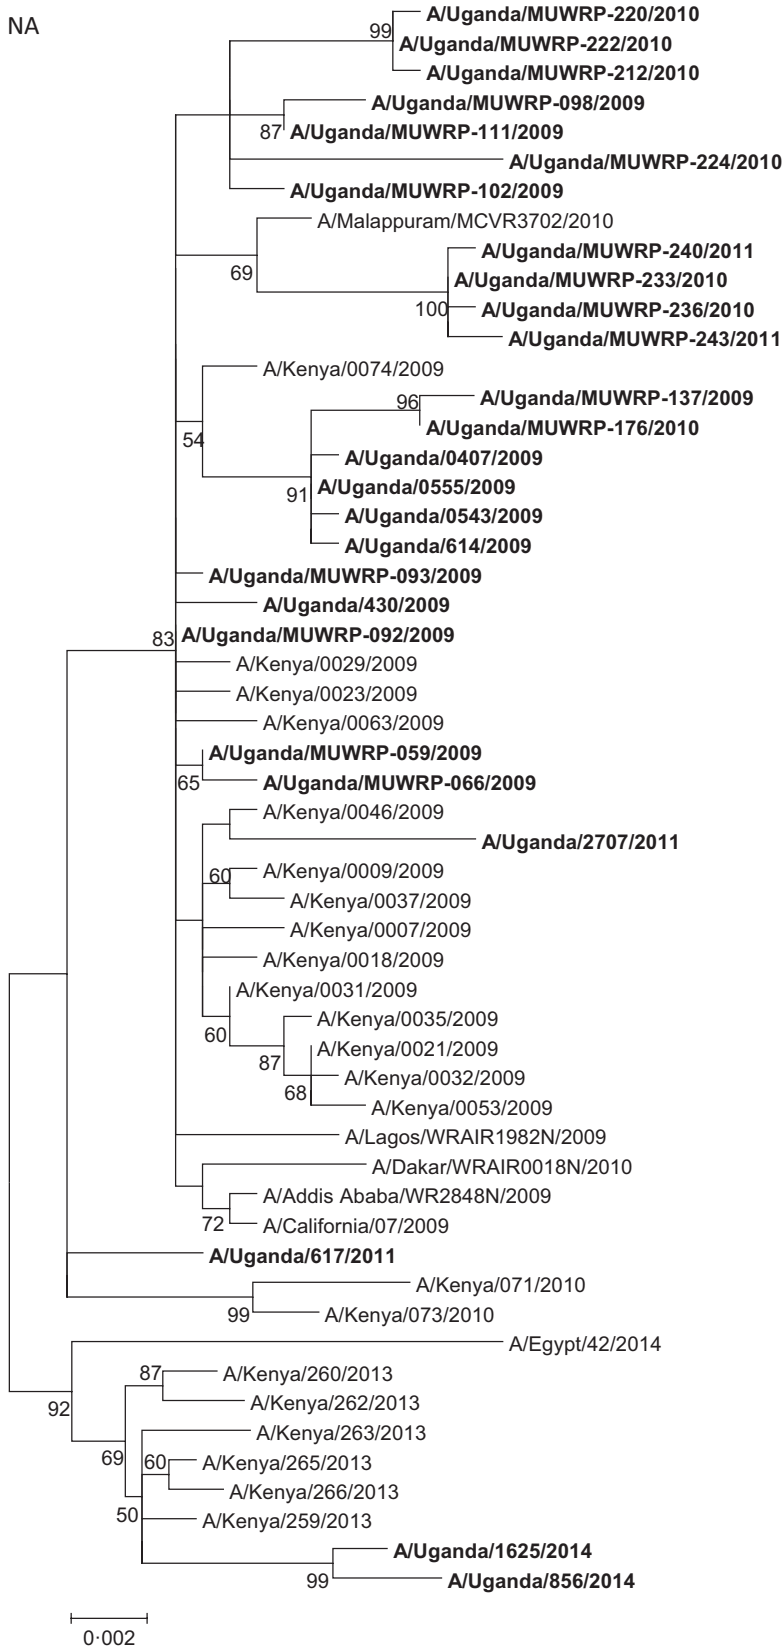 NA
A/Uganda/MUWRP-220/2010
99
A/Uganda/MUWRP-222/2010
A/Uganda/MUWRP-212/2010
A/Uganda/MUWRP-098/2009
87
A/Uganda/MUWRP-111/2009
A/Uganda/MUWRP-224/2010
A/Uganda/MUWRP-102/2009
A/Malappuram/MCVR3702/2010
69
A/Uganda/MUWRP-240/2011
A/Uganda/MUWRP-233/2010
100
A/Uganda/MUWRP-236/2010
A/Uganda/MUWRP-243/2011
A/Kenya/0074/2009
96
A/Uganda/MUWRP-137/2009
A/Uganda/MUWRP-176/2010
54
A/Uganda/0407/2009
91
A/Uganda/0555/2009
A/Uganda/0543/2009
A/Uganda/614/2009
A/Uganda/MUWRP-093/2009
A/Uganda/430/2009
83
A/Uganda/MUWRP-092/2009
A/Kenya/0029/2009
A/Kenya/0023/2009
A/Kenya/0063/2009
A/Uganda/MUWRP-059/2009
65
A/Uganda/MUWRP-066/2009
A/Kenya/0046/2009
A/Uganda/2707/2011
60
A/Kenya/0009/2009
A/Kenya/0037/2009
A/Kenya/0007/2009
A/Kenya/0018/2009
A/Kenya/0031/2009
60
A/Kenya/0035/2009
87
A/Kenya/0021/2009
68
A/Kenya/0032/2009
A/Kenya/0053/2009
A/Lagos/WRAIR1982N/2009
A/Dakar/WRAIR0018N/2010
A/Addis Ababa/WR2848N/2009
72
A/California/07/2009
A/Uganda/617/2011
A/Kenya/071/2010
99
A/Kenya/073/2010
A/Egypt/42/2014
87
A/Kenya/260/2013
92
A/Kenya/262/2013
A/Kenya/263/2013
69
60
A/Kenya/265/2013
A/Kenya/266/2013
50
A/Kenya/259/2013
A/Uganda/1625/2014
99
A/Uganda/856/2014
0·002